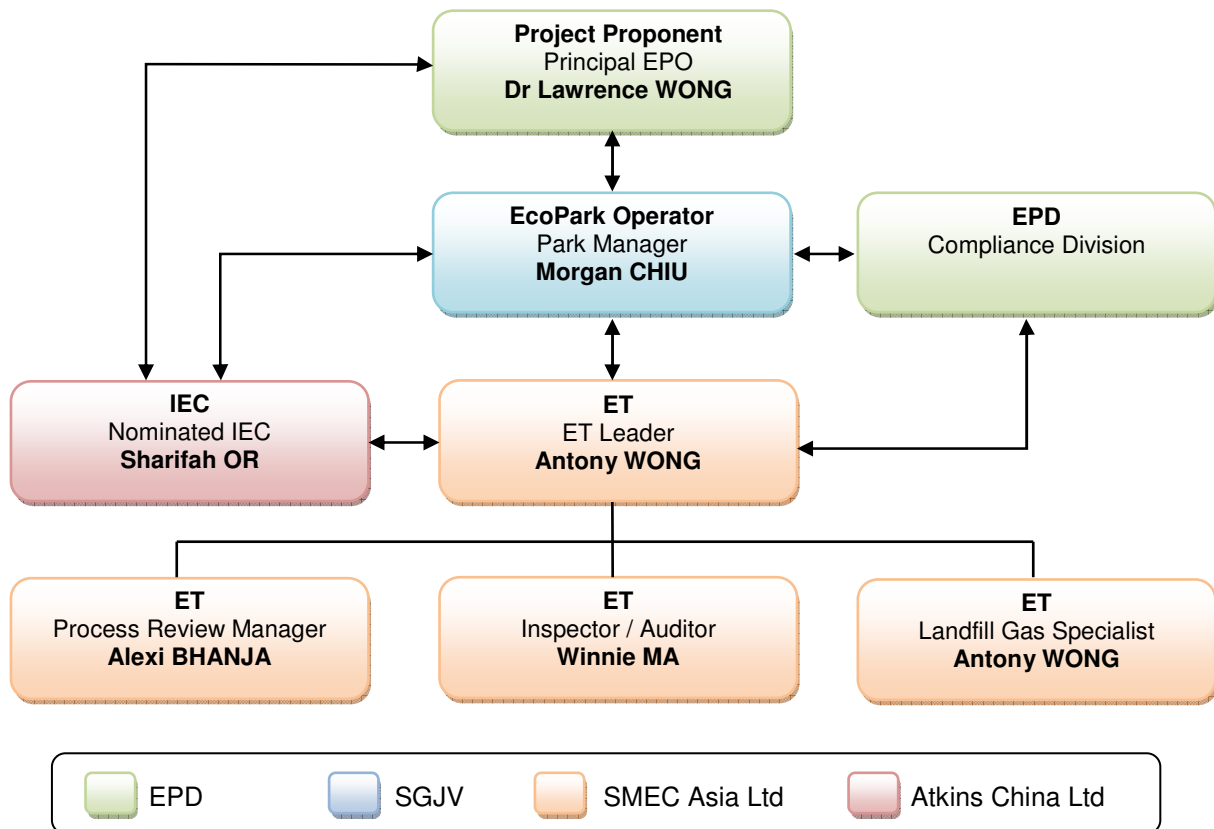 Project Proponent
Principal EPO
Dr Lawrence WONG
EcoPark Operator
Park Manager
Morgan CHIU
EPD
Compliance Division
IEC
Nominated IEC
Sharifah OR
ET
ET Leader
Antony WONG
ET
Process Review Manager
Alexi BHANJA
ET
Inspector / Auditor
Winnie MA
ET
Landfill Gas Specialist
Antony WONG
EPD
SGJV
SMEC Asia Ltd
Atkins China Ltd